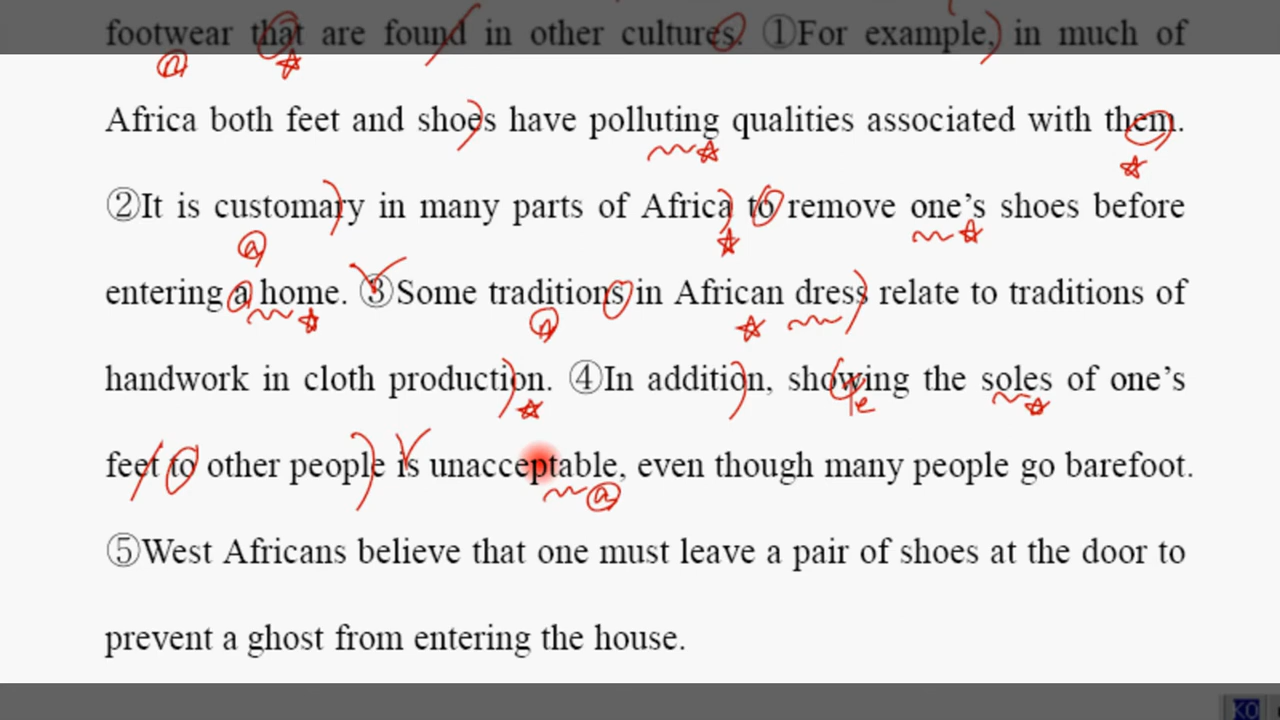 footwear that are found in other cultures. ①For example, in much of
Africa both feet and shoes have polluting qualities associated with them.
②It is customary in many parts of Africa to remove one's shoes before
entering a home. ③Some traditions in African dress relate to traditions of
handwork in cloth production. ④In addition, showing the soles of one's
feet to other people is unacceptable, even though many people go barefoot.
⑤West Africans believe that one must leave a pair of shoes at the door to
prevent a ghost from entering the house.